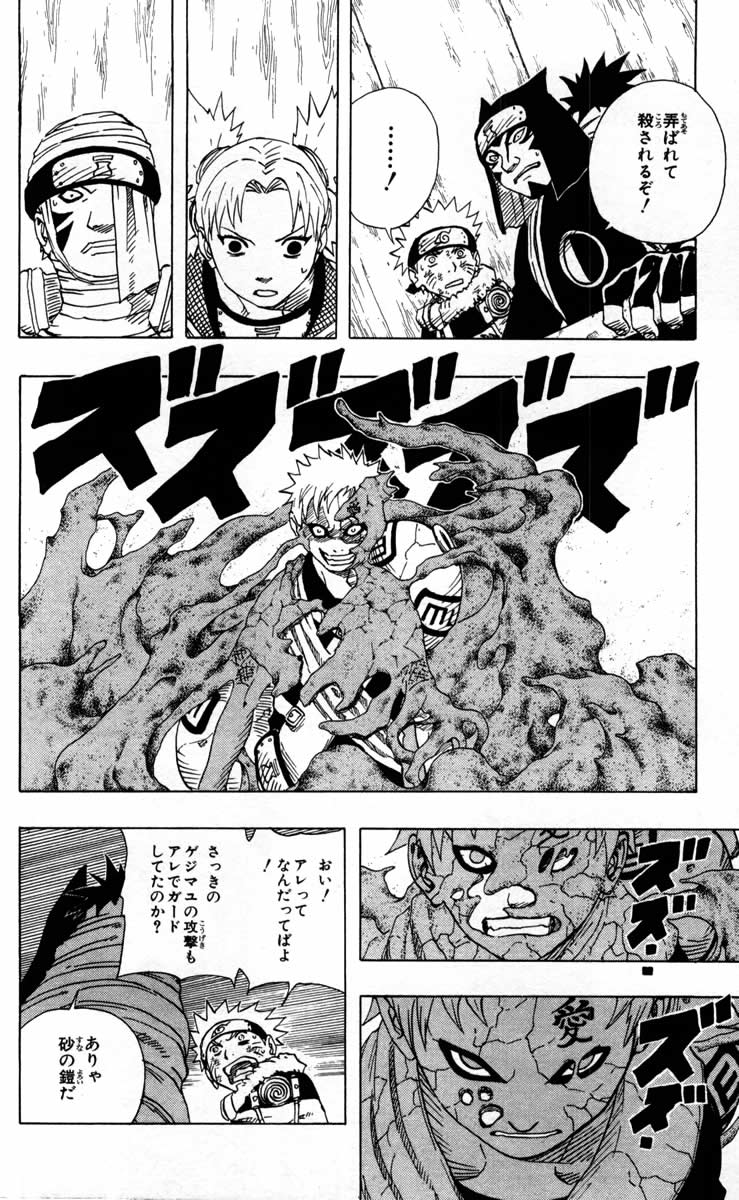 弄ばれて
殺されるぞ！
……！
ズズズズズ
ズズ．
ズズ．
愛
おい！
アレって
なんだってばよ
さっきの
ゲジマユの攻撃も
アレでガード
してたのか？
ありゃ
砂の鎧だ